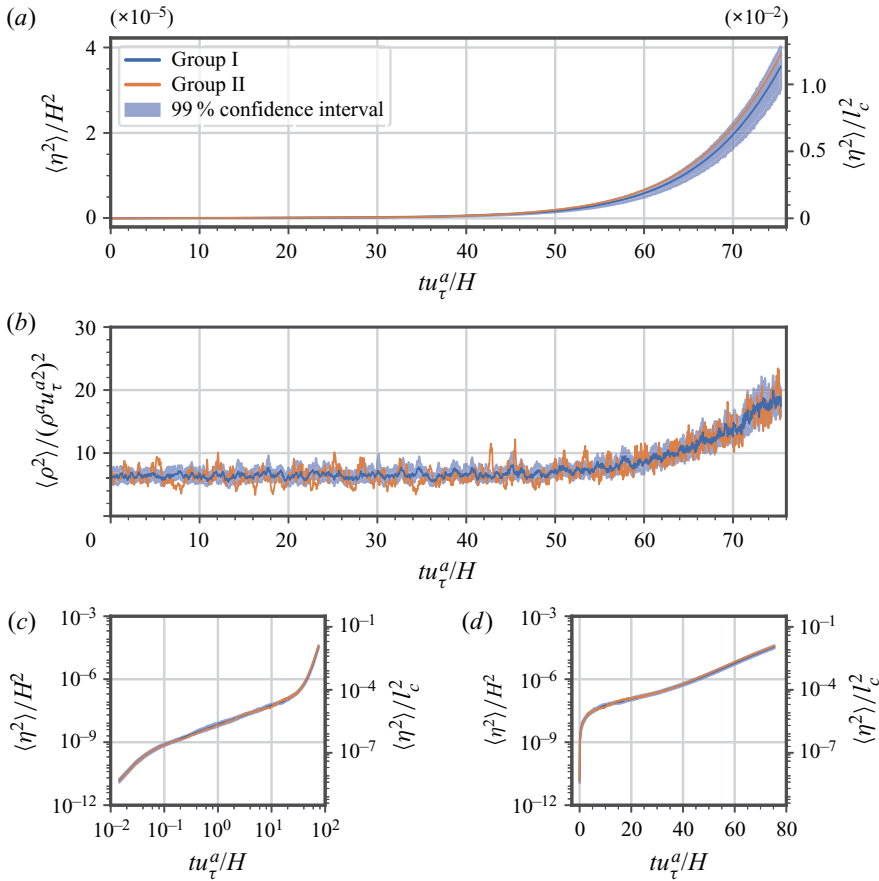 (a) (×10⁻⁵) (×10⁻²)
4
2
0
⟨η²⟩/H²
Group I
Group II
99 % confidence interval
1.0
0.5
0
⟨η²⟩/l_c²
0 10 20 30 40 50 60 70
tu_τ^a/H
(b)
30
20
10
0
⟨ρ²⟩/(ρ^a u_τ^a2)²
10 20 30 40 50 60 70
tu_τ^a/H
(c)
10⁻³
10⁻⁶
10⁻⁹
10⁻¹²
⟨η²⟩/H²
10⁻¹
10⁻⁴
10⁻⁷
⟨η²⟩/l_c²
10⁻² 10⁻¹ 10⁰ 10¹ 10²
tu_τ^a/H
(d)
10⁻³
10⁻⁶
10⁻⁹
10⁻¹²
⟨η²⟩/H²
10⁻¹
10⁻⁴
10⁻⁷
⟨η²⟩/l_c²
0 20 40 60 80
tu_τ^a/H